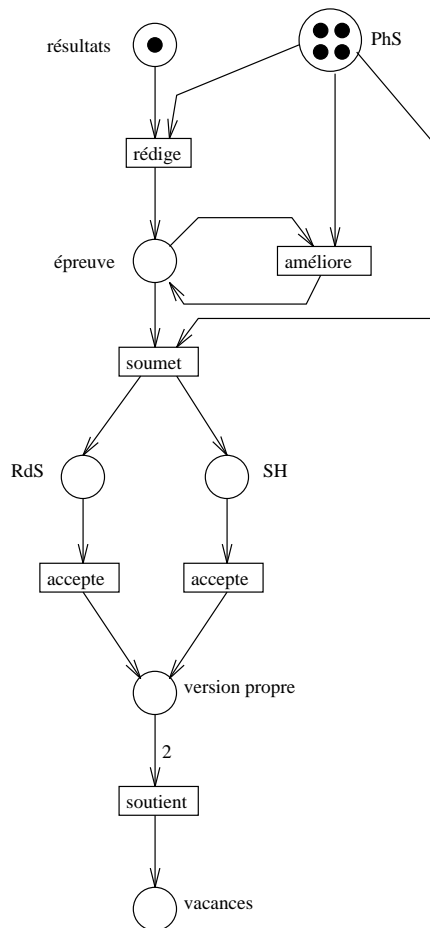 résultats
PhS
rédige
épreuve
améliore
soumet
RdS
SH
accepte
accepte
version propre
2
soutient
vacances